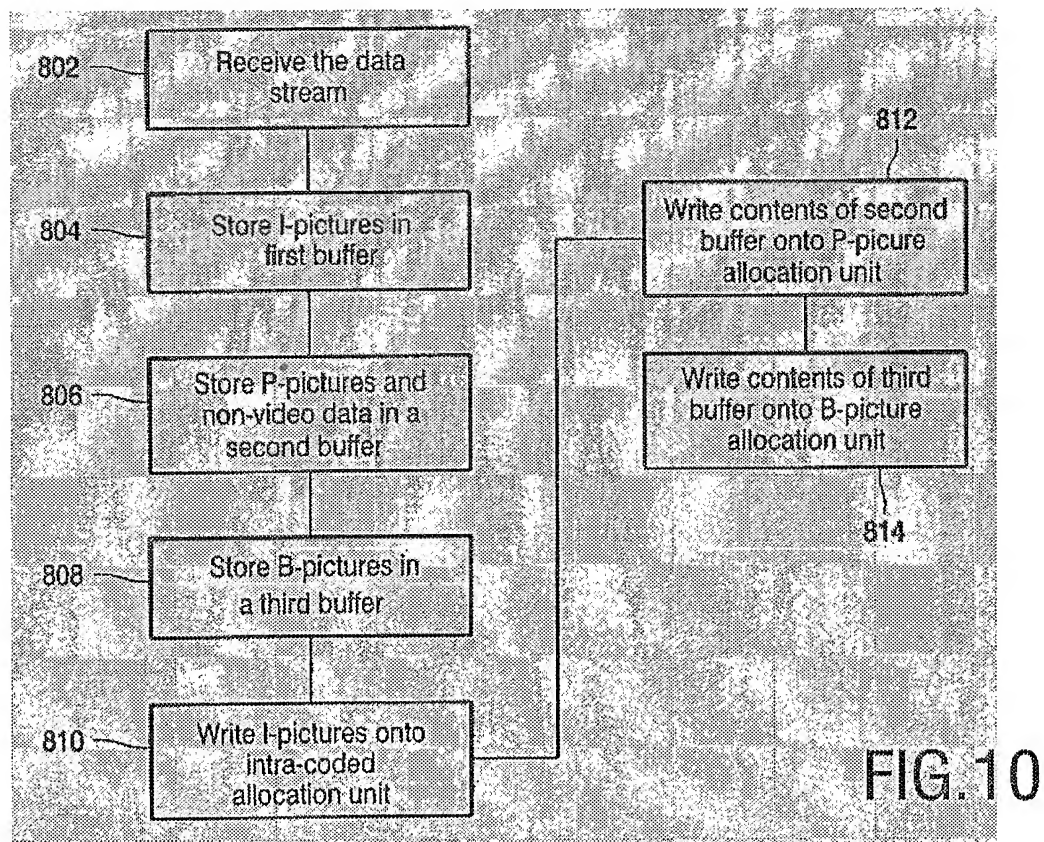 802
Receive the data
stream
804
Store I-pictures in
first buffer
806
Store P-pictures and
non-video data in a
second buffer
808
Store B-pictures in
a third buffer
810
Write I-pictures onto
intra-coded
allocation unit
812
Write contents of second
buffer onto P-picure
allocation unit
Write contents of third
buffer onto B-picture
allocation unit
814
FIG.10